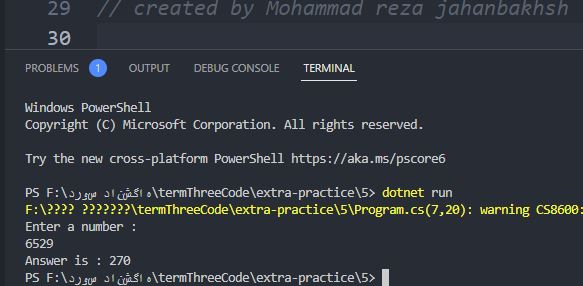 29 // created by Mohammad reza jahanbakhsh
30
PROBLEMS 1 OUTPUT DEBUG CONSOLE TERMINAL
Windows PowerShell
Copyright (C) Microsoft Corporation. All rights reserved.
Try the new cross-platform PowerShell https://aka.ms/pscore6
PS F:\دروس دانشگاه\termThreeCode\extra-practice\5> dotnet run
F:\???? ???????\termThreeCode\extra-practice\5\Program.cs(7,20): warning CS8600:
Enter a number :
6529
Answer is : 270
PS F:\دروس دانشگاه\termThreeCode\extra-practice\5>